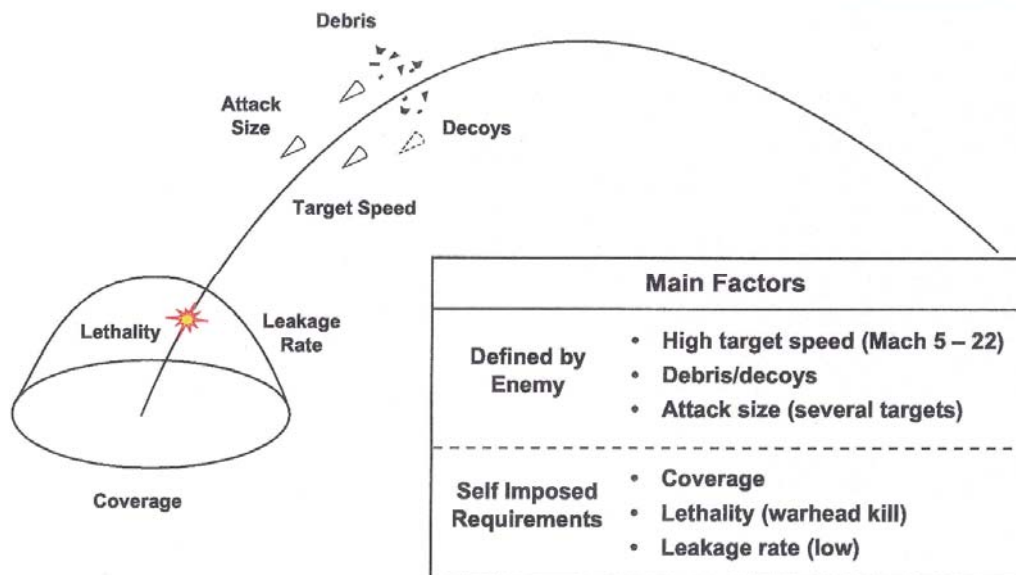 Debris
Attack
Size
Decoys
Target Speed
Lethality
Leakage
Rate
Coverage
Main Factors
Defined by
Enemy
• High target speed (Mach 5 – 22)
• Debris/decoys
• Attack size (several targets)
Self Imposed
Requirements
• Coverage
• Lethality (warhead kill)
• Leakage rate (low)